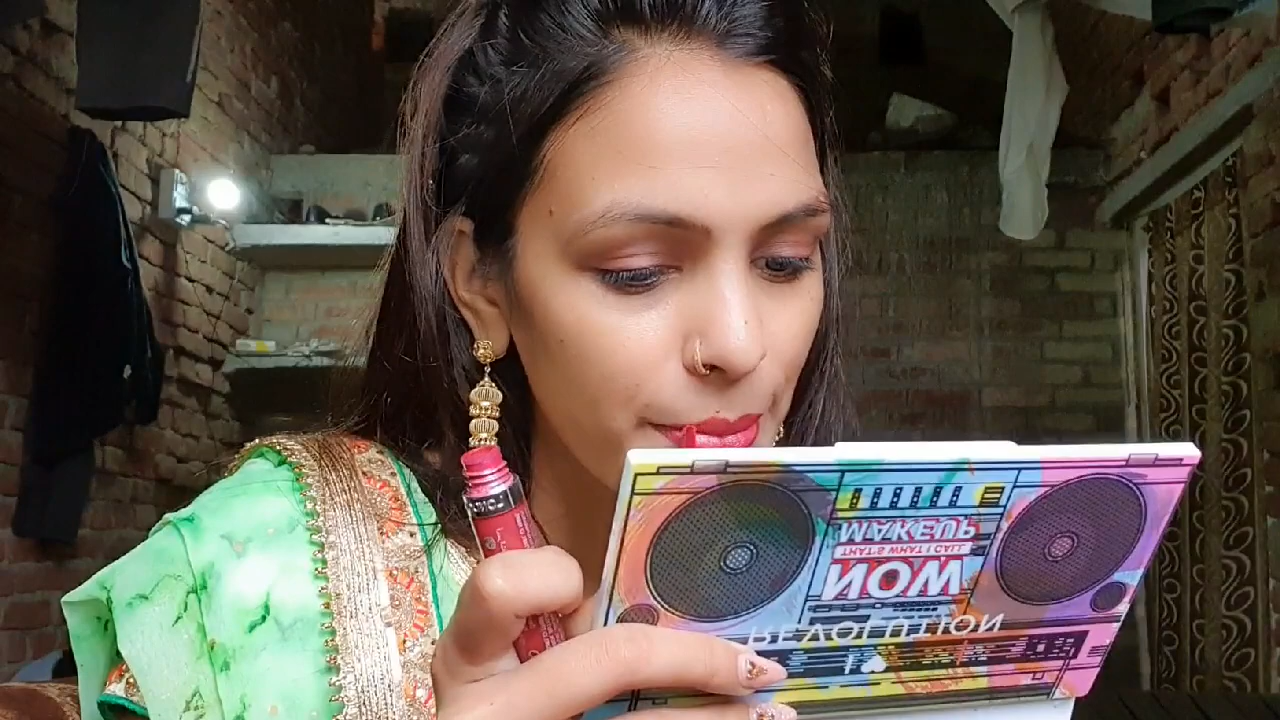 NOW
THAT'S WHAT I CALL
MAKEUP
I ♥
REVOLUTION